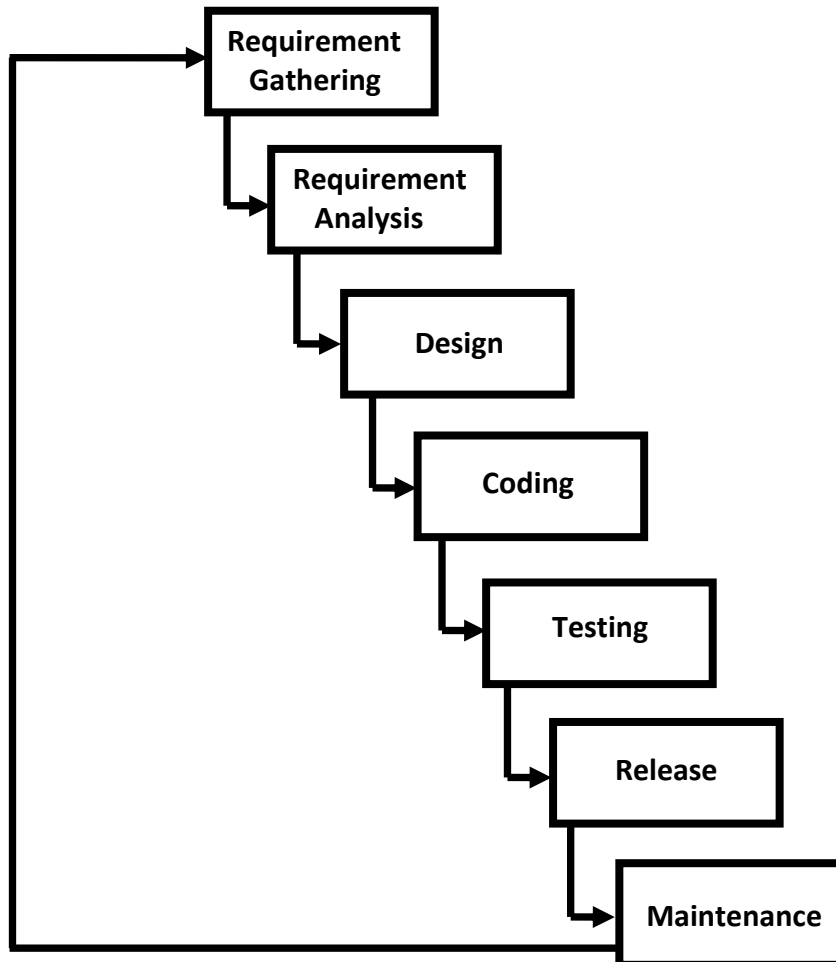 Requirement
Gathering
Requirement
Analysis
Design
Coding
Testing
Release
Maintenance